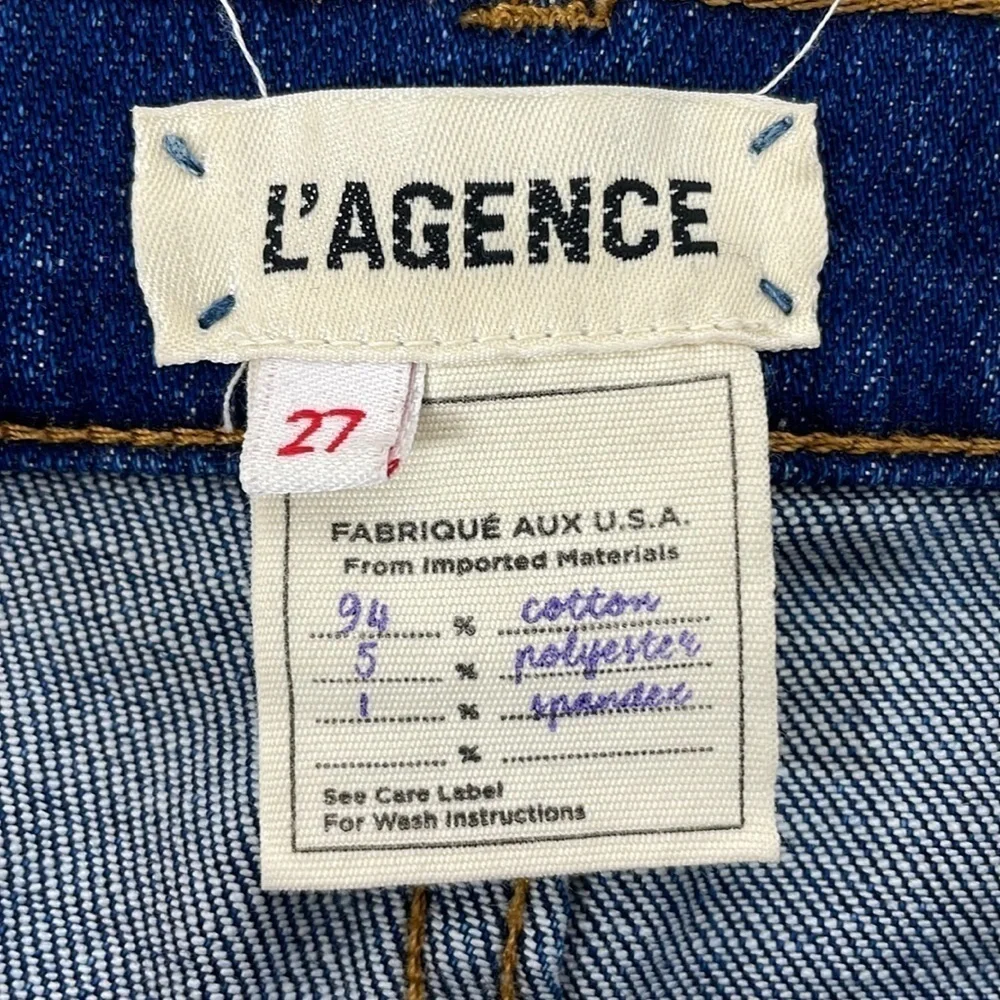 L'AGENCE
27
FABRIQUÉ AUX U.S.A.
From Imported Materials
94 % cotton
5 % polyester
1 % spandex
%
See Care Label
For Wash Instructions